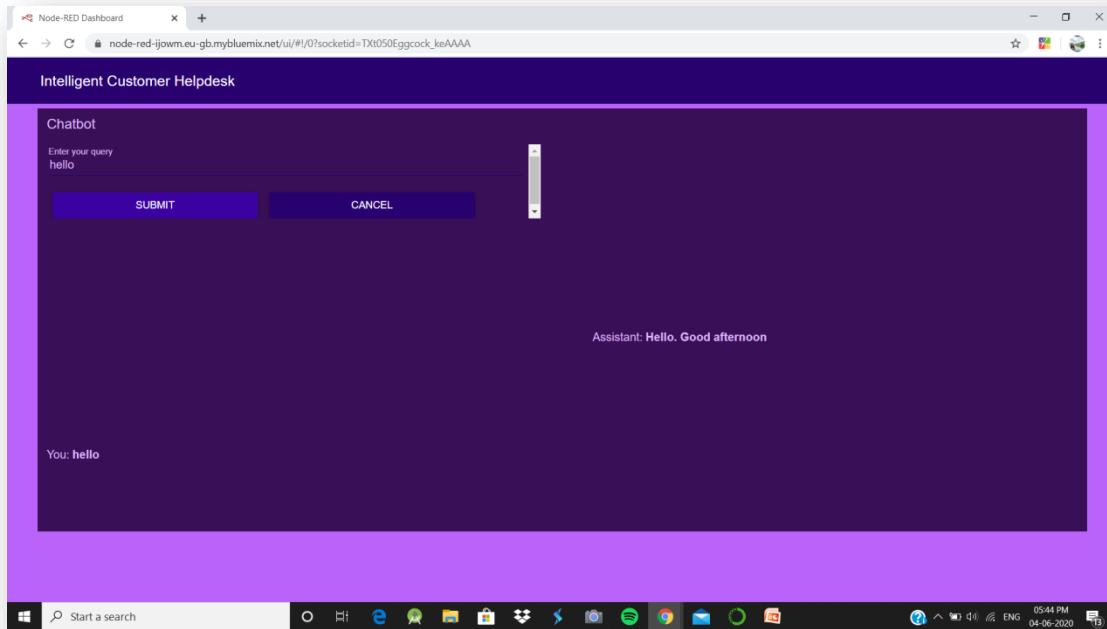 Node-RED Dashboard
node-red-ijowm.eu-gb.mybluemix.net/ui/#!/0?socketid=TXt050Eggcock_keAAAA
Intelligent Customer Helpdesk
Chatbot
Enter your query
hello
SUBMIT CANCEL
Assistant: Hello. Good afternoon
You: hello
Start a search
ENG
05:44 PM
04-06-2020
13